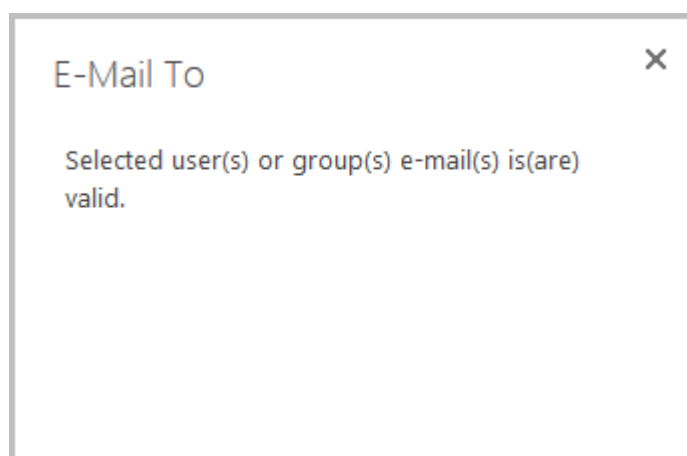 E-Mail To
Selected user(s) or group(s) e-mail(s) is(are)
valid.